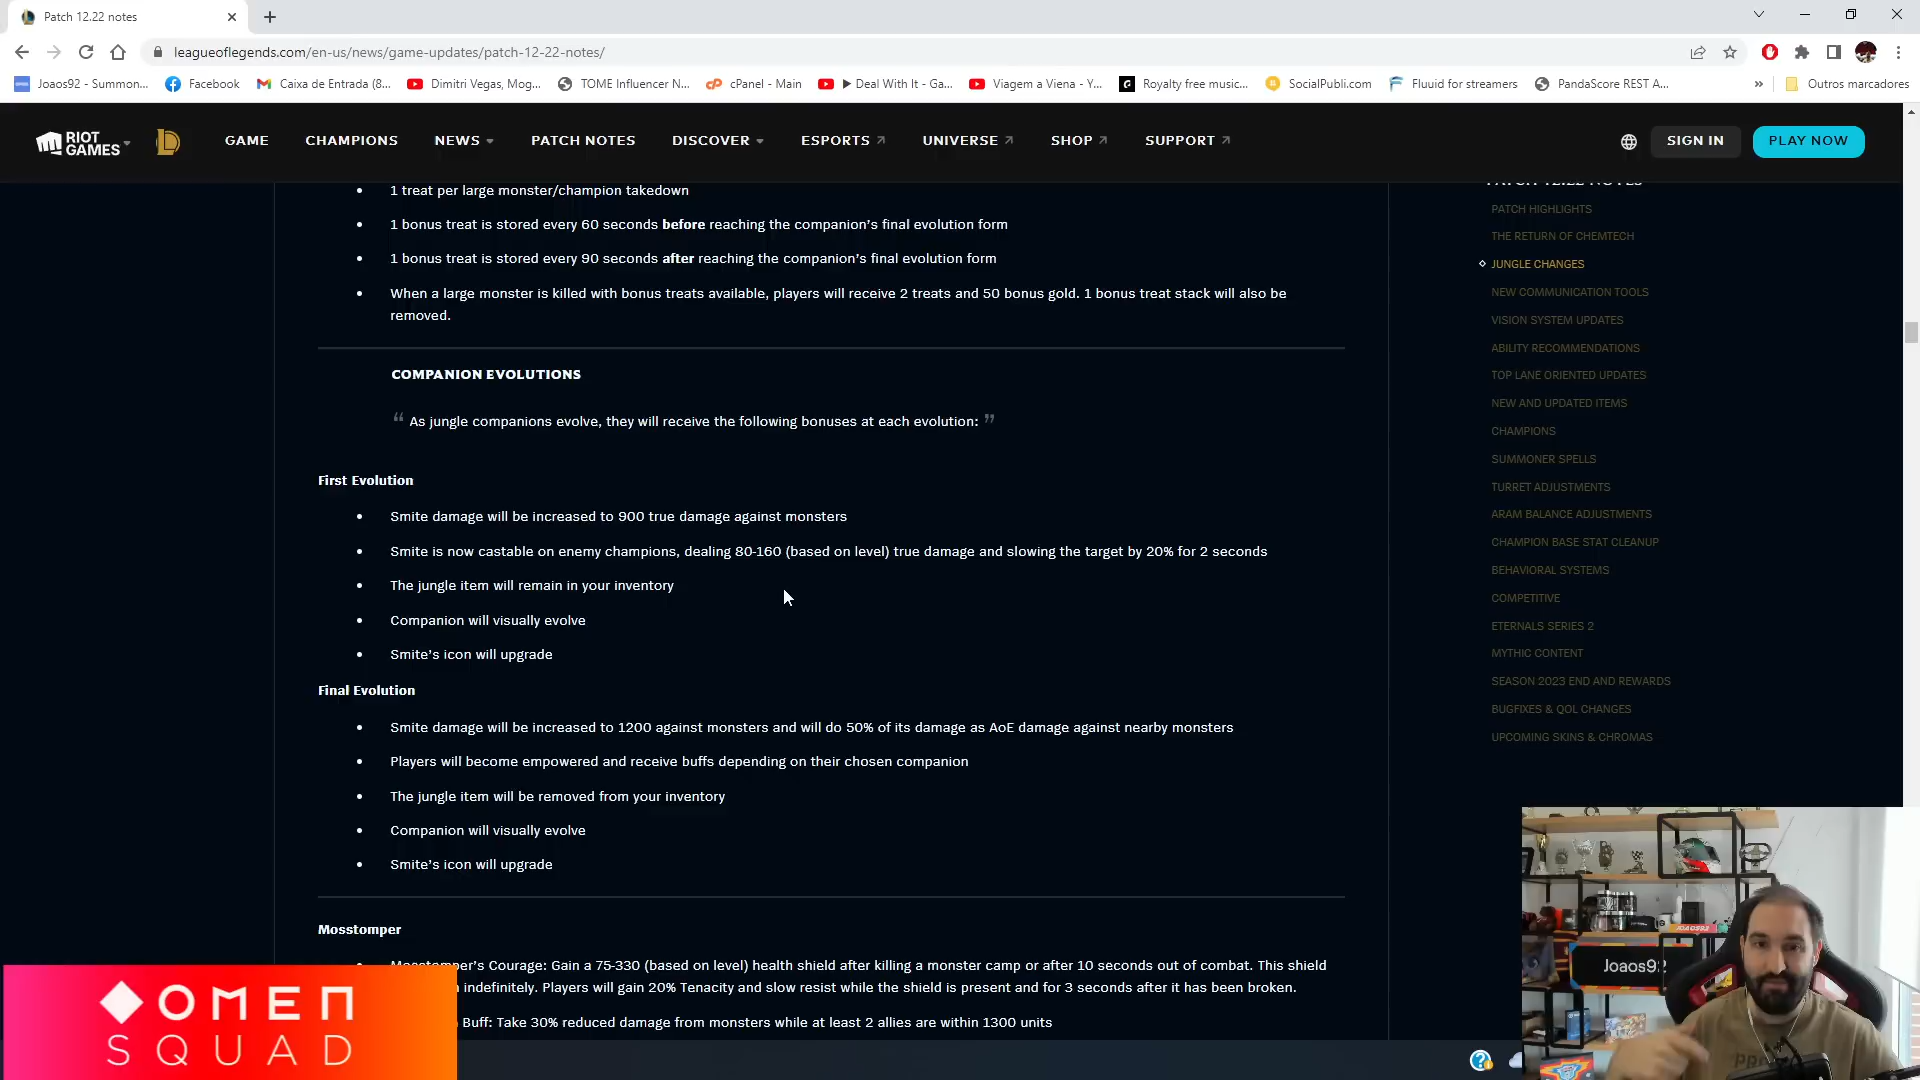 Patch 12.22 notes
leagueoflegends.com/en-us/news/game-updates/patch-12-22-notes/
Joaos92 - Summon...
Facebook
Caixa de Entrada (8...
Dimitri Vegas, Mog...
TOME Influencer N...
cPanel - Main
▶ Deal With It - Ga...
Viagem a Viena - Y...
Royalty free music...
SocialPubli.com
Fluuid for streamers
PandaScore REST A...
»
Outros marcadores
RIOT GAMES
GAME
CHAMPIONS
NEWS
PATCH NOTES
DISCOVER
ESPORTS
UNIVERSE
SHOP
SUPPORT
SIGN IN
PLAY NOW
• 1 treat per large monster/champion takedown
• 1 bonus treat is stored every 60 seconds before reaching the companion's final evolution form
• 1 bonus treat is stored every 90 seconds after reaching the companion's final evolution form
• When a large monster is killed with bonus treats available, players will receive 2 treats and 50 bonus gold. 1 bonus treat stack will also be
removed.
COMPANION EVOLUTIONS
“ As jungle companions evolve, they will receive the following bonuses at each evolution: ”
First Evolution
• Smite damage will be increased to 900 true damage against monsters
• Smite is now castable on enemy champions, dealing 80-160 (based on level) true damage and slowing the target by 20% for 2 seconds
• The jungle item will remain in your inventory
• Companion will visually evolve
• Smite's icon will upgrade
Final Evolution
• Smite damage will be increased to 1200 against monsters and will do 50% of its damage as AoE damage against nearby monsters
• Players will become empowered and receive buffs depending on their chosen companion
• The jungle item will be removed from your inventory
• Companion will visually evolve
• Smite's icon will upgrade
Mosstomper
Courage: Gain a 75-330 (based on level) health shield after killing a monster camp or after 10 seconds out of combat. This shield
indefinitely. Players will gain 20% Tenacity and slow resist while the shield is present and for 3 seconds after it has been broken.
Buff: Take 30% reduced damage from monsters while at least 2 allies are within 1300 units
PATCH 12.22 NOTES
PATCH HIGHLIGHTS
THE RETURN OF CHEMTECH
JUNGLE CHANGES
NEW COMMUNICATION TOOLS
VISION SYSTEM UPDATES
ABILITY RECOMMENDATIONS
TOP LANE ORIENTED UPDATES
NEW AND UPDATED ITEMS
CHAMPIONS
SUMMONER SPELLS
TURRET ADJUSTMENTS
ARAM BALANCE ADJUSTMENTS
CHAMPION BASE STAT CLEANUP
BEHAVIORAL SYSTEMS
COMPETITIVE
ETERNALS SERIES 2
MYTHIC CONTENT
SEASON 2023 END AND REWARDS
BUGFIXES & QOL CHANGES
UPCOMING SKINS & CHROMAS
OMEN
SQUAD
JOAOS92
Joaos92